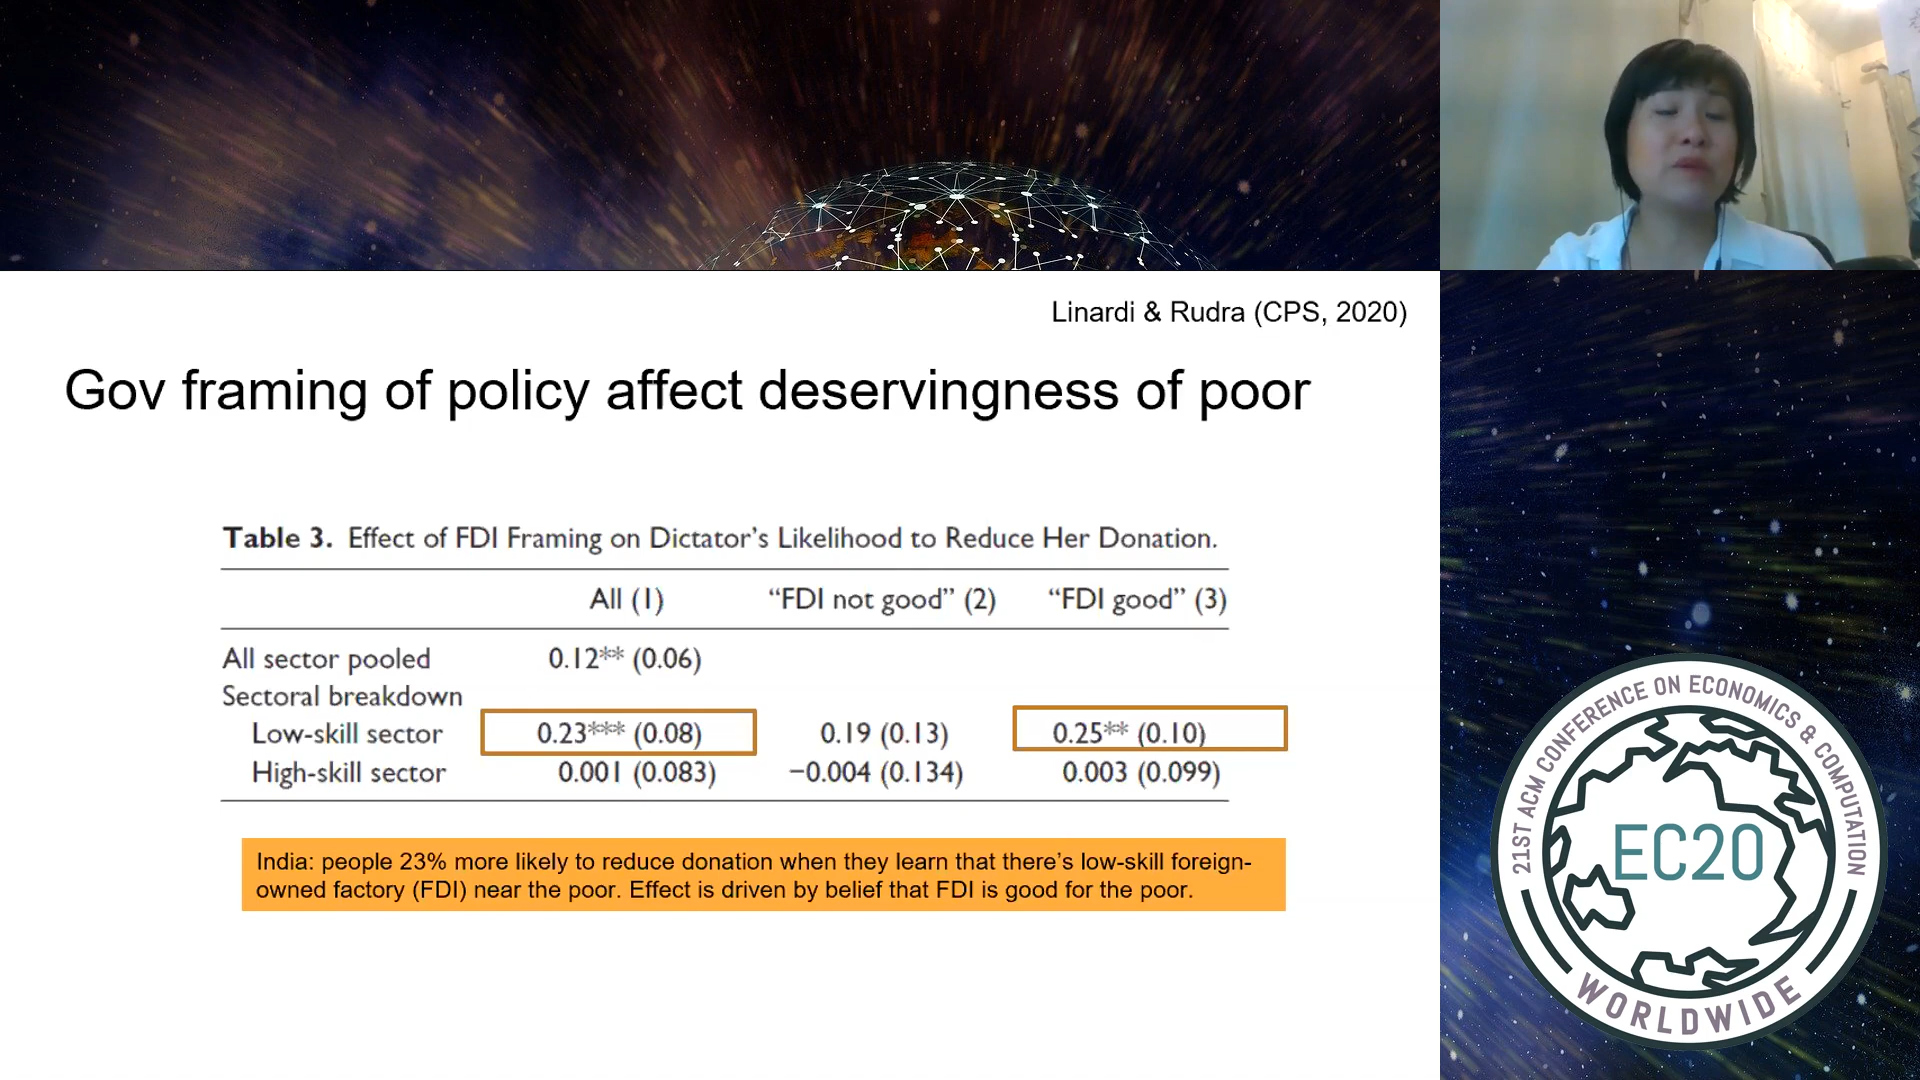 Linardi & Rudra (CPS, 2020)
Gov framing of policy affect deservingness of poor
Table 3. Effect of FDI Framing on Dictator's Likelihood to Reduce Her Donation.
All (1) “FDI not good” (2) “FDI good” (3)
All sector pooled 0.12** (0.06)
Sectoral breakdown
Low-skill sector 0.23*** (0.08) 0.19 (0.13) 0.25** (0.10)
High-skill sector 0.001 (0.083) −0.004 (0.134) 0.003 (0.099)
India: people 23% more likely to reduce donation when they learn that there's low-skill foreign-
owned factory (FDI) near the poor. Effect is driven by belief that FDI is good for the poor.
21ST ACM CONFERENCE ON ECONOMICS & COMPUTATION
EC20
WORLDWIDE